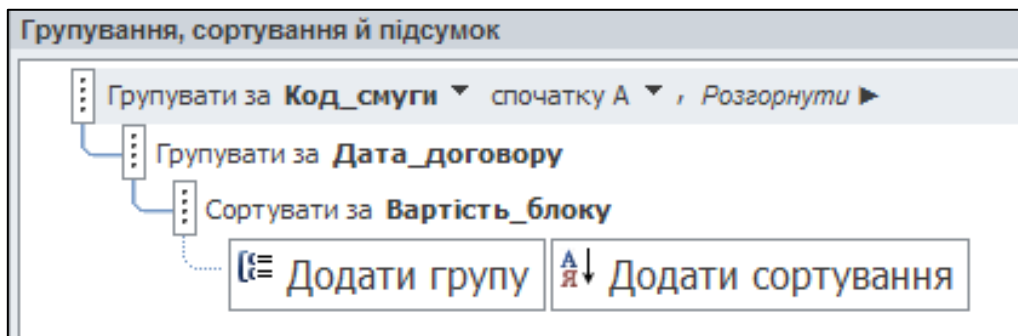 Групування, сортування й підсумок
Групувати за Код_смуги спочатку А , Розгорнути
Групувати за Дата_договору
Сортувати за Вартість_блоку
Додати групу А Я Додати сортування